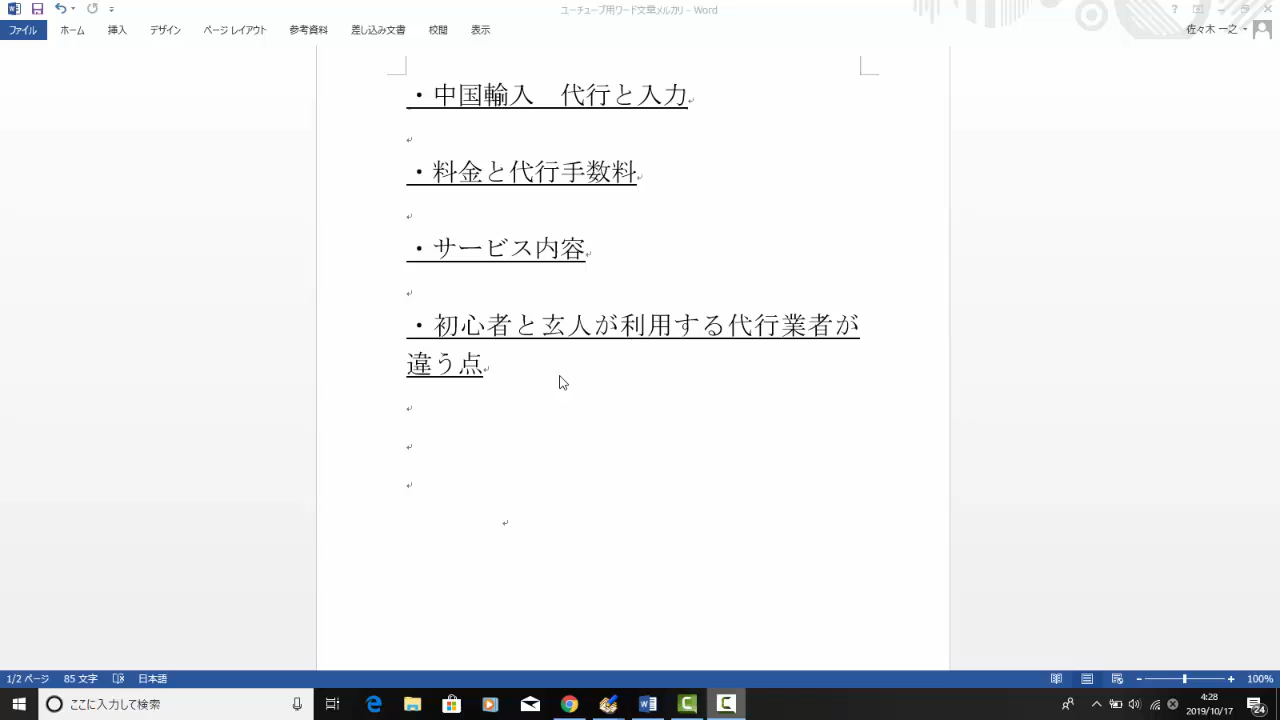 ユーチューブ用ワード文章メルカリ - Word
ファイル ホーム 挿入 デザイン ページ レイアウト 参考資料 差し込み文書 校閲 表示 佐々木 一之
・中国輸入　代行と入力
・料金と代行手数料
・サービス内容
・初心者と玄人が利用する代行業者が
違う点
1/2 ページ 85 文字 日本語 100%
ここに入力して検索 4:28
2019/10/17 24